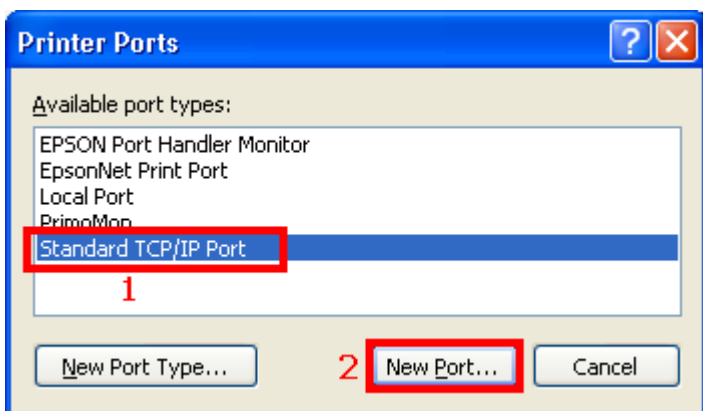 Printer Ports
Available port types:
EPSON Port Handler Monitor
EpsonNet Print Port
Local Port
PrimoMon
Standard TCP/IP Port
1
New Port Type...
2
New Port...
Cancel